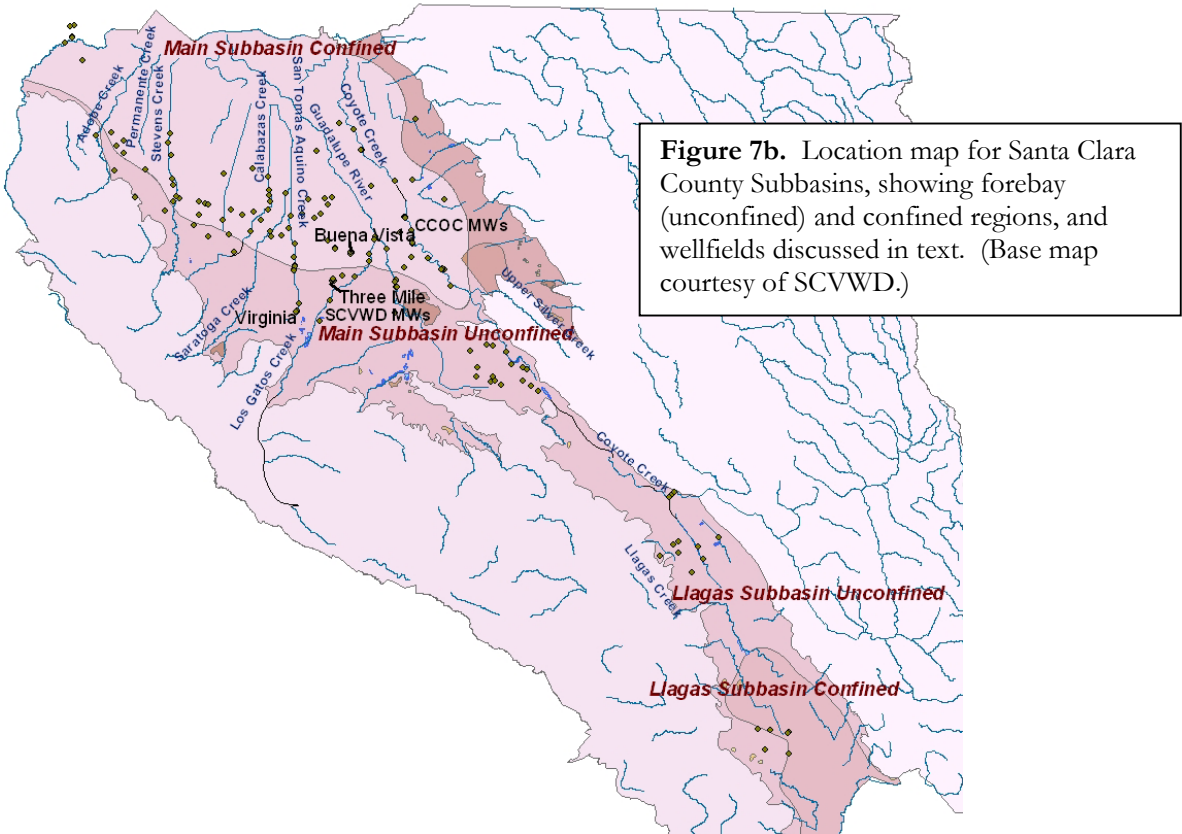 Main Subbasin Confined
Adobe Creek
Permanente Creek
Stevens Creek
Calabazas Creek
San Tomas Aquino Creek
Guadalupe River
Coyote Creek
Figure 7b. Location map for Santa Clara
County Subbasins, showing forebay
(unconfined) and confined regions, and
wellfields discussed in text. (Base map
courtesy of SCVWD.)
CCOC MWs
Buena Vista
Upper Silver Creek
Three Mile
SCVWD MWs
Virginia
Saratoga Creek
Main Subbasin Unconfined
Los Gatos Creek
Coyote Creek
Llagas Creek
Llagas Subbasin Unconfined
Llagas Subbasin Confined